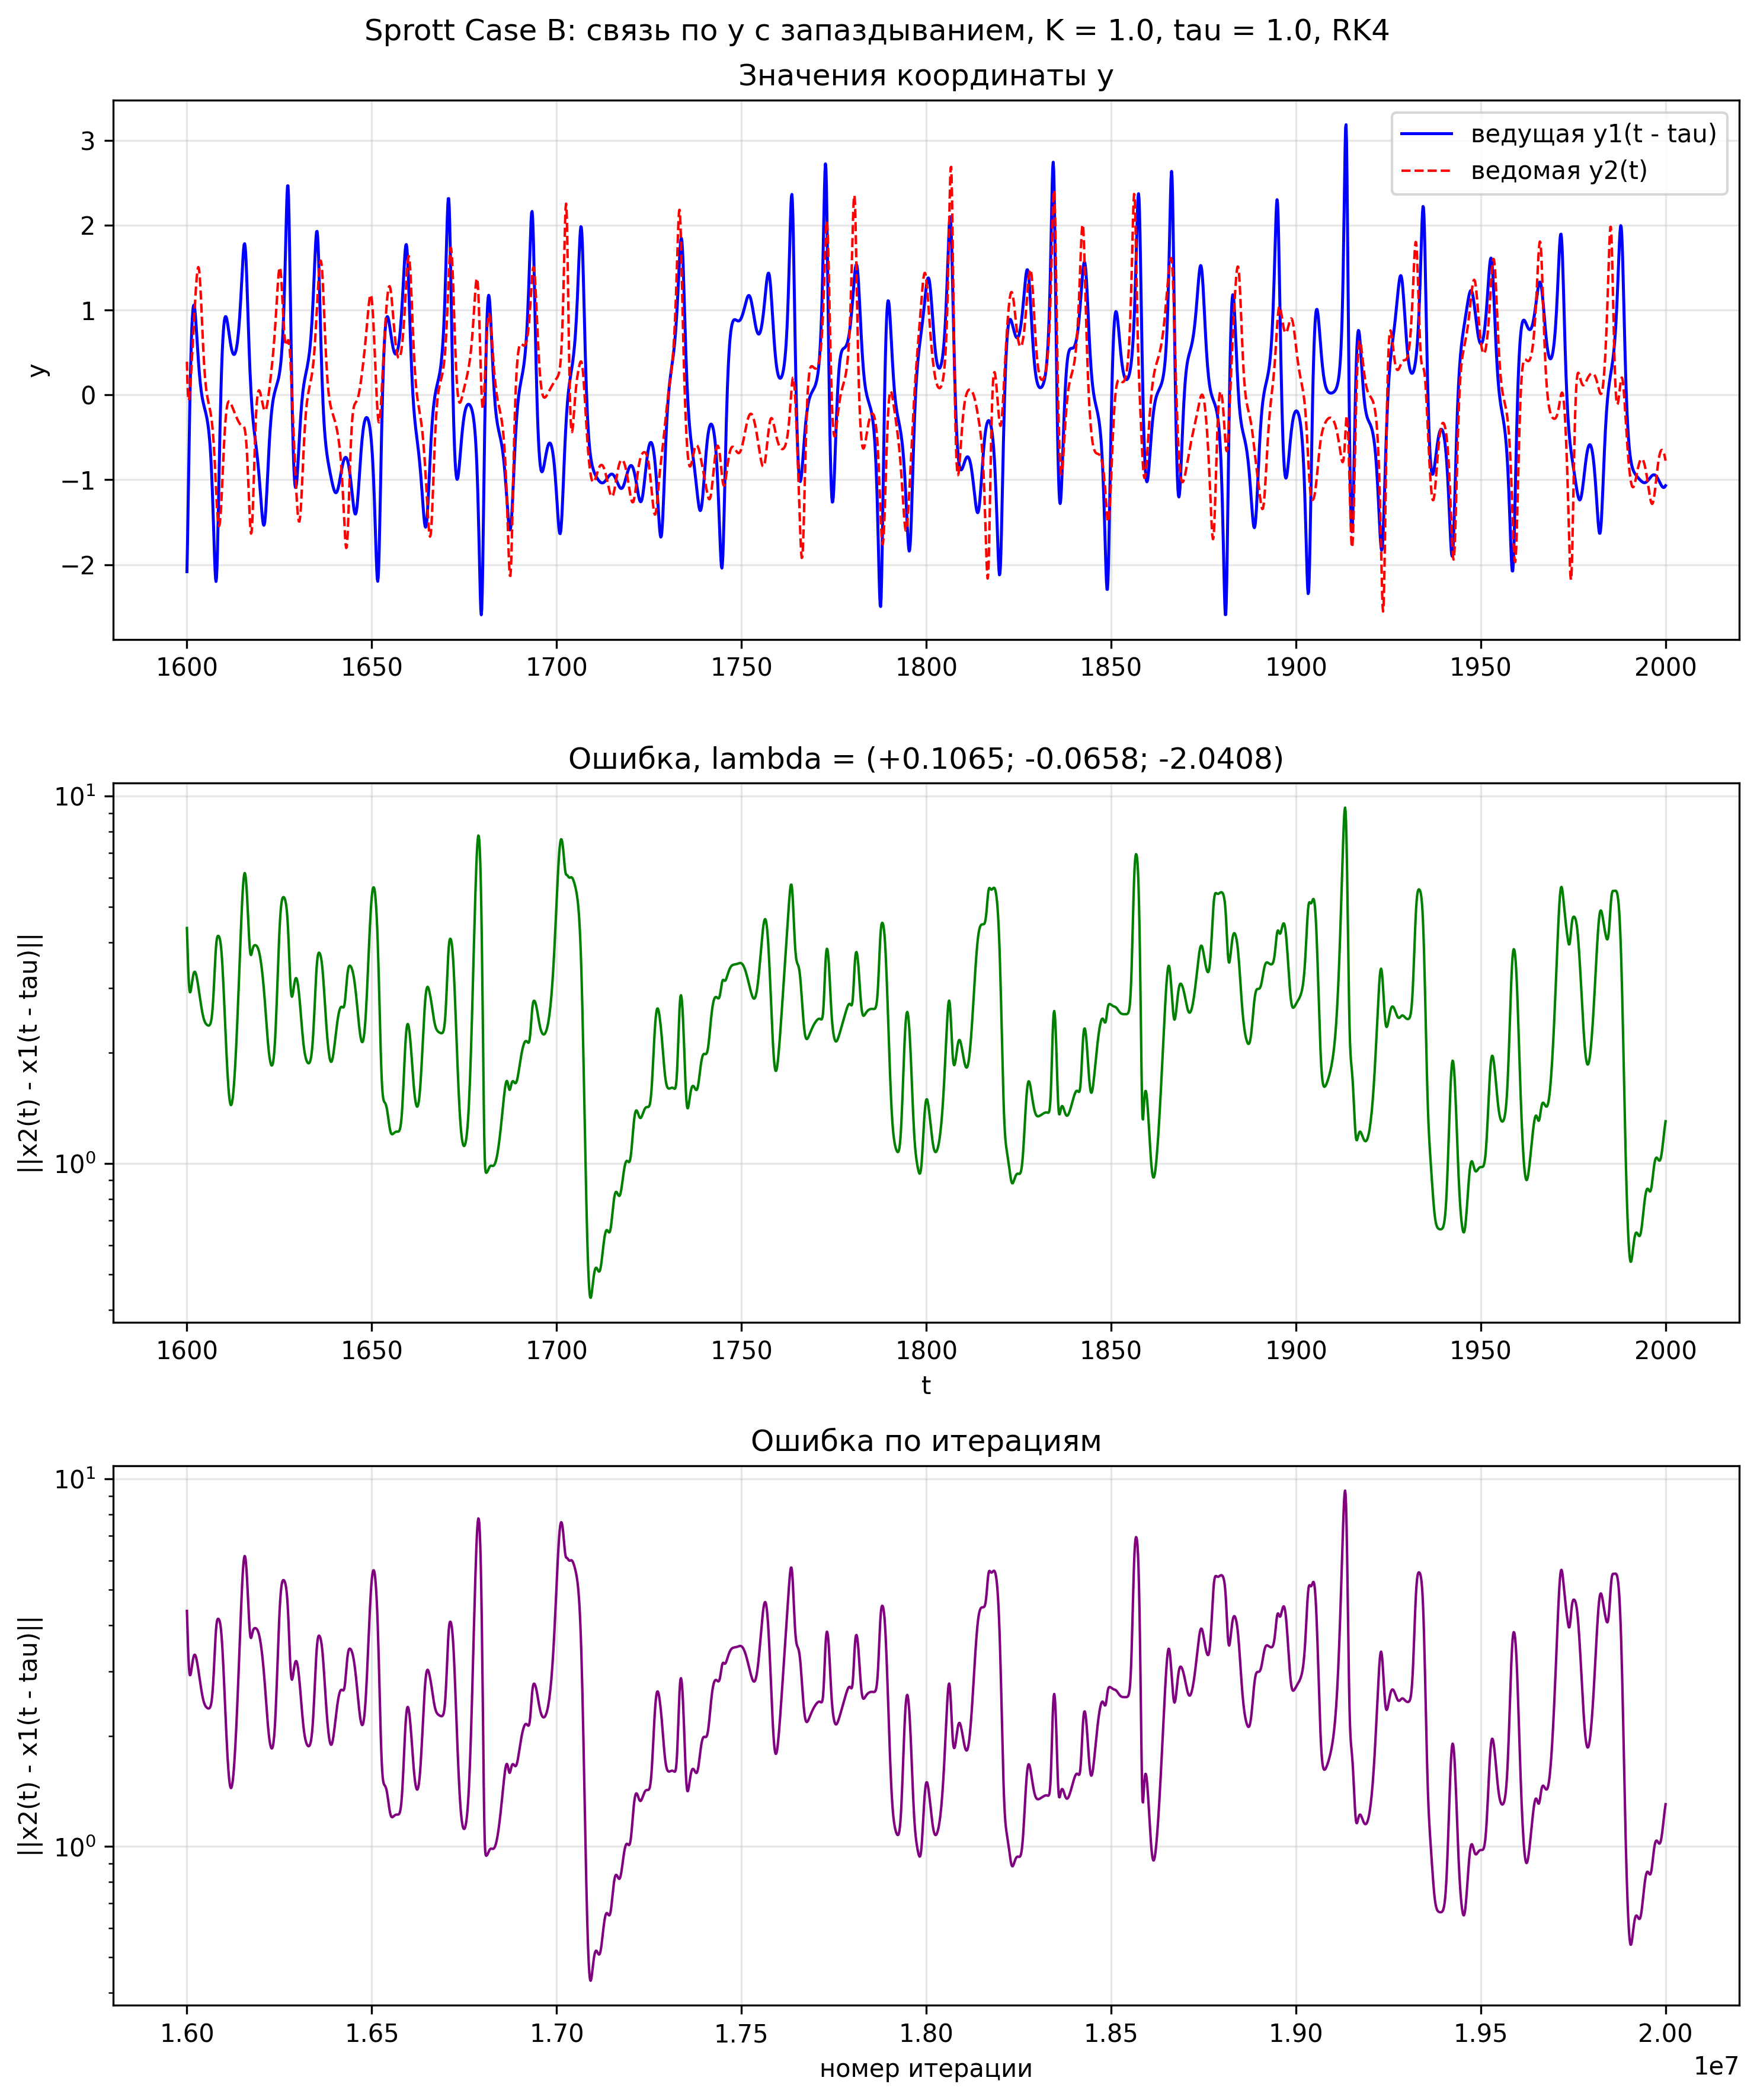 Sprott Case B: связь по y с запаздыванием, K = 1.0, tau = 1.0, RK4
Значения координаты y
ведущая y1(t - tau)
ведомая y2(t)
y
3
2
1
0
−1
−2
1600 1650 1700 1750 1800 1850 1900 1950 2000
Ошибка, lambda = (+0.1065; -0.0658; -2.0408)
||x2(t) - x1(t - tau)||
10¹
10⁰
1600 1650 1700 1750 1800 1850 1900 1950 2000
t
Ошибка по итерациям
||x2(t) - x1(t - tau)||
10¹
10⁰
1.60 1.65 1.70 1.75 1.80 1.85 1.90 1.95 2.00
номер итерации
1e7